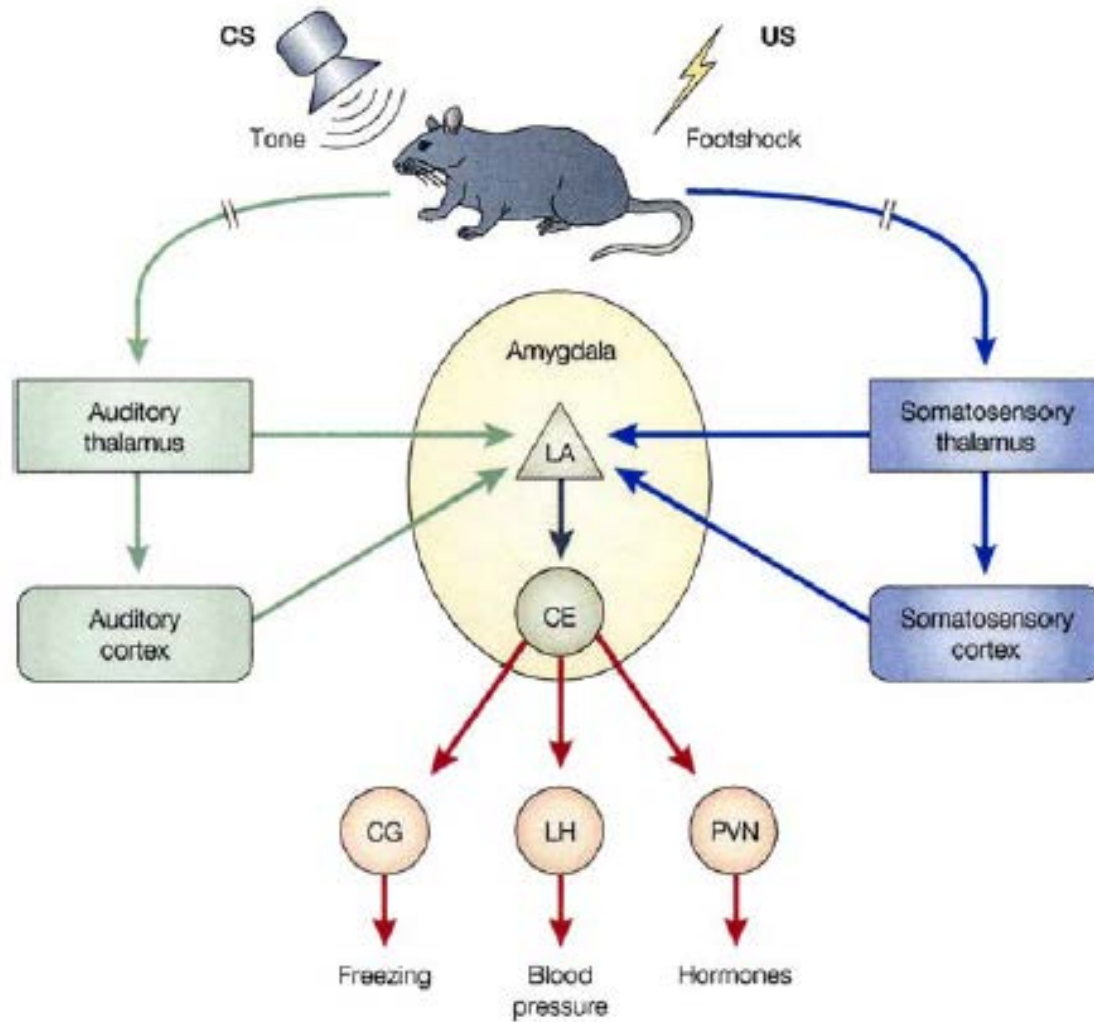 CS
US
Tone
Footshock
Amygdala
Auditory
thalamus
LA
Somatosensory
thalamus
Auditory
cortex
CE
Somatosensory
cortex
CG
LH
PVN
Freezing
Blood
pressure
Hormones